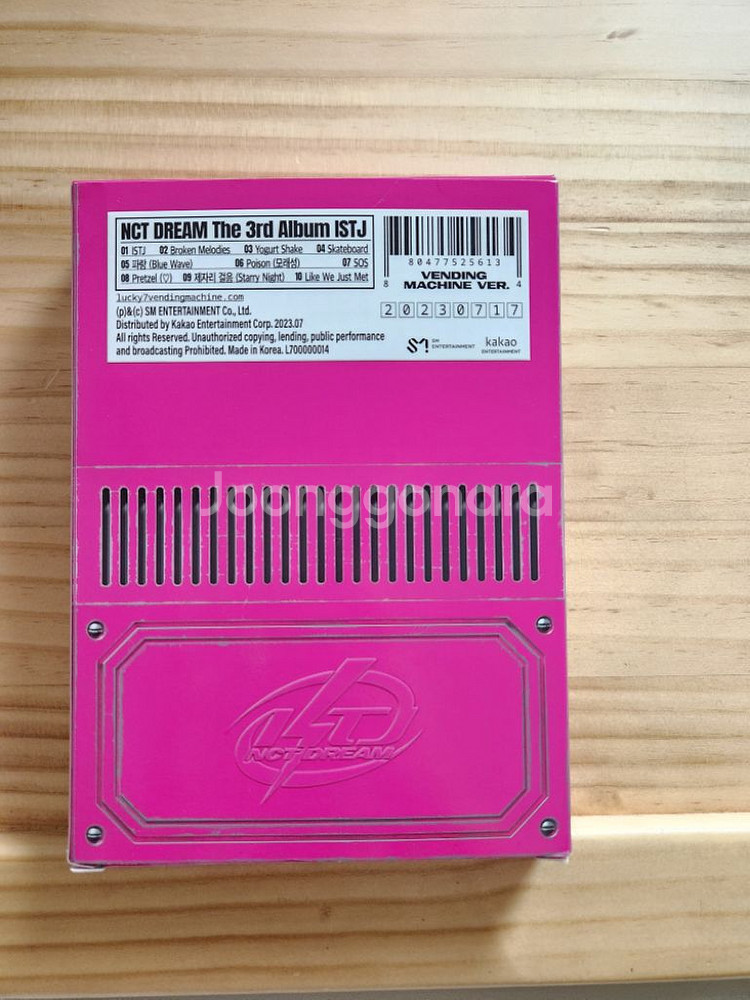 NCT DREAM The 3rd Album ISTJ
01 ISTJ 02 Broken Melodies 03 Yogurt Shake 04 Skateboard
05 파랑 (Blue Wave) 06 Poison (모래성) 07 SOS
08 Pretzel (♡) 09 제자리 걸음 (Starry Night) 10 Like We Just Met
lucky7vendingmachine.com
(p)&(c) SM ENTERTAINMENT Co., Ltd.
Distributed by Kakao Entertainment Corp. 2023.07
All rights Reserved. Unauthorized copying, lending, public performance
and broadcasting Prohibited. Made in Korea. L700000014
8 80477525613 4
VENDING
MACHINE VER.
20230717
SM
ENTERTAINMENT
kakao
ENTERTAINMENT
Joonggonara
NCT DREAM